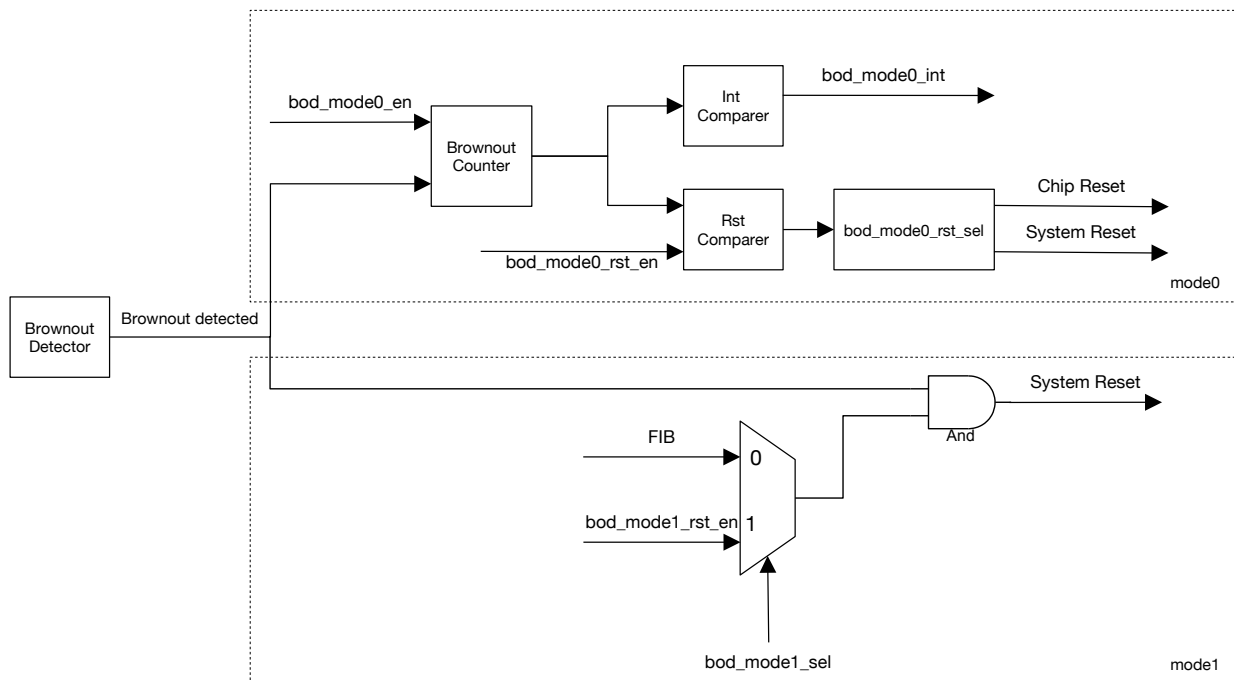 bod_mode0_en
Brownout
Counter
Int
Comparer
bod_mode0_int
Rst
Comparer
bod_mode0_rst_en
bod_mode0_rst_sel
Chip Reset
System Reset
mode0
Brownout
Detector
Brownout detected
And
System Reset
FIB
0
bod_mode1_rst_en
1
bod_mode1_sel
mode1